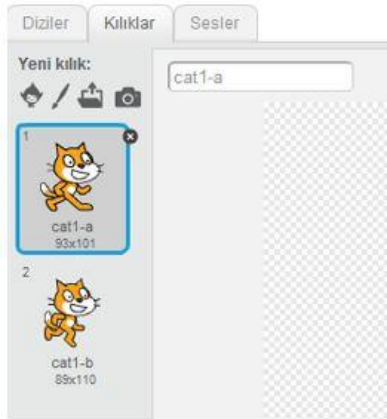 Diziler Kılıklar Sesler
Yeni kılık:
cat1-a
1
cat1-a
93x101
2
cat1-b
89x110